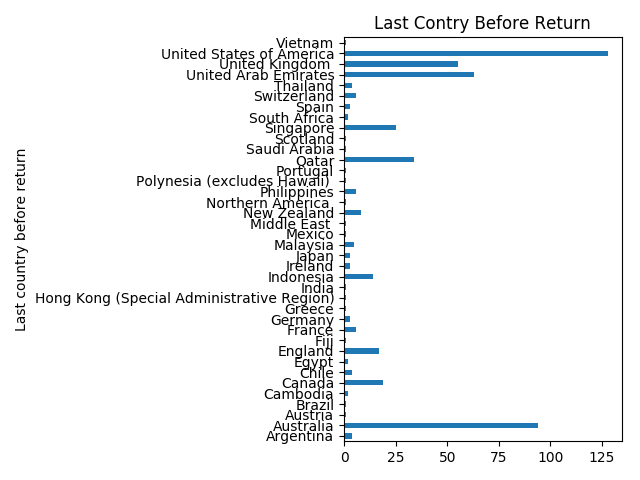 Last Contry Before Return
Vietnam
United States of America
United Kingdom
United Arab Emirates
Thailand
Switzerland
Spain
South Africa
Singapore
Scotland
Saudi Arabia
Qatar
Portugal
Polynesia (excludes Hawaii)
Philippines
Northern America
New Zealand
Middle East
Mexico
Malaysia
Japan
Ireland
Indonesia
India
Hong Kong (Special Administrative Region)
Greece
Germany
France
Fiji
England
Egypt
Chile
Canada
Cambodia
Brazil
Austria
Australia
Argentina
Last country before return
0 25 50 75 100 125